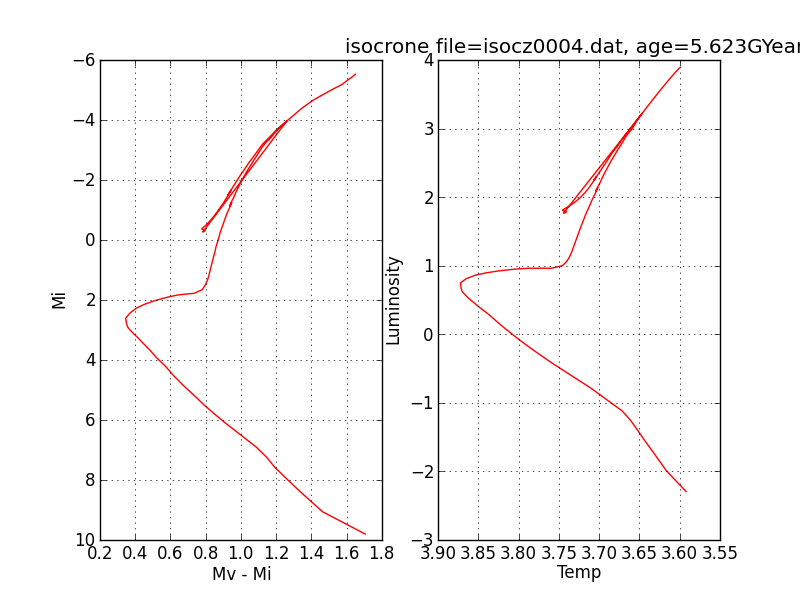 isocrone file=isocz0004.dat, age=5.623GYear
−6
−4
−2
0
2
4
6
8
10
Mi
0.2 0.4 0.6 0.8 1.0 1.2 1.4 1.6 1.8
Mv - Mi
4
3
2
1
0
−1
−2
−3
Luminosity
3.90 3.85 3.80 3.75 3.70 3.65 3.60 3.55
Temp